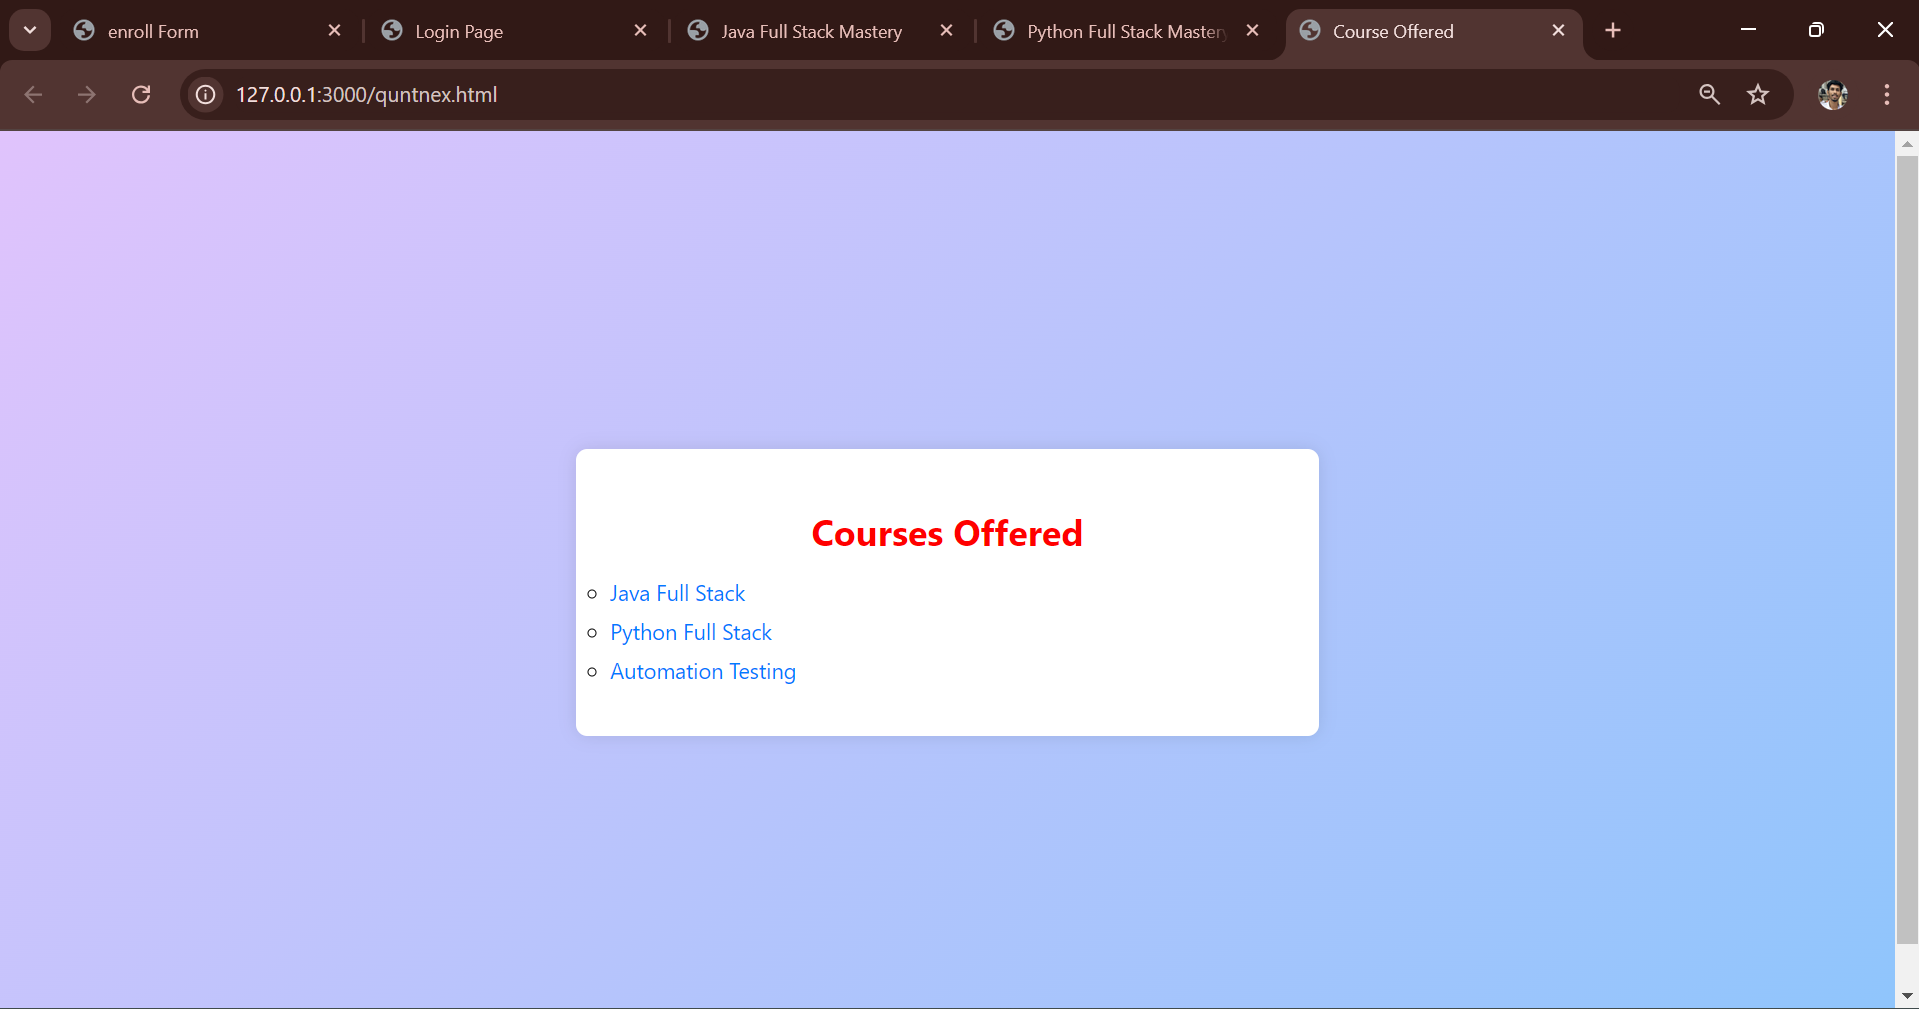 enroll Form
Login Page
Java Full Stack Mastery
Python Full Stack Mastery
Course Offered
127.0.0.1:3000/quntnex.html
Courses Offered
Java Full Stack
Python Full Stack
Automation Testing